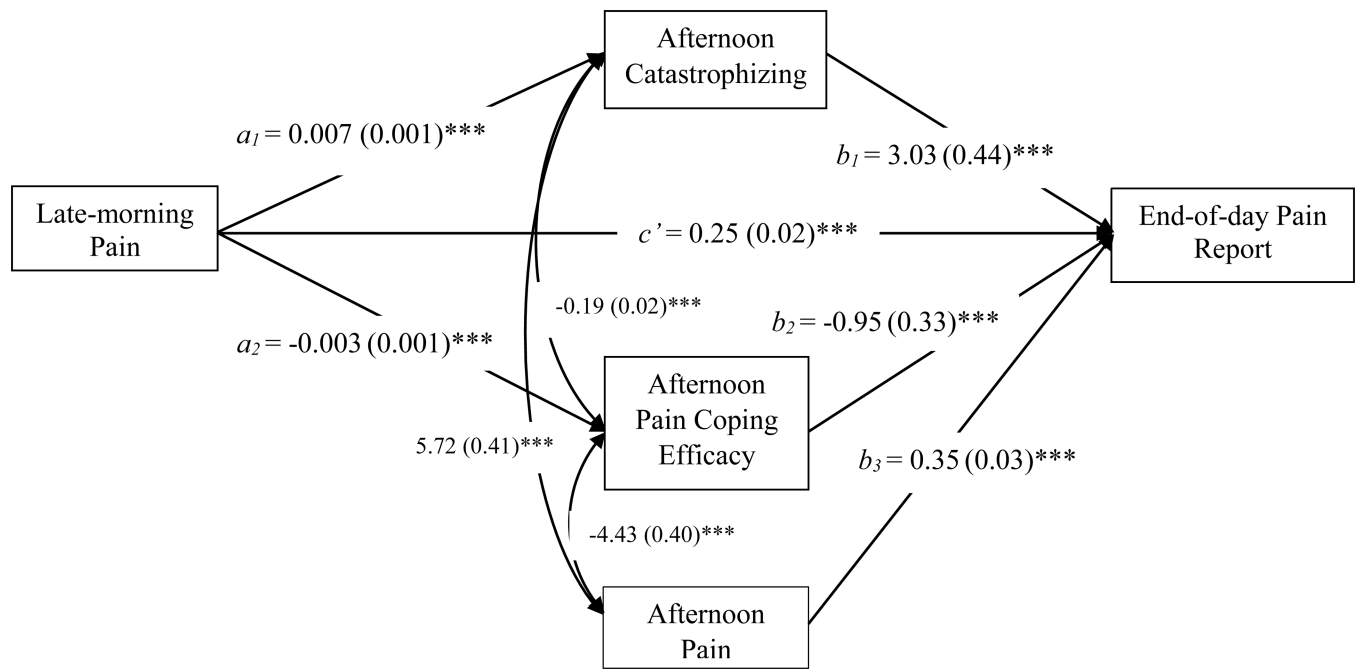 Afternoon
Catastrophizing
a1 = 0.007 (0.001)***
b1 = 3.03 (0.44)***
Late-morning
Pain
c’ = 0.25 (0.02)***
End-of-day Pain
Report
-0.19 (0.02)***
a2 = -0.003 (0.001)***
b2 = -0.95 (0.33)***
Afternoon
Pain Coping
Efficacy
5.72 (0.41)***
b3 = 0.35 (0.03)***
-4.43 (0.40)***
Afternoon
Pain